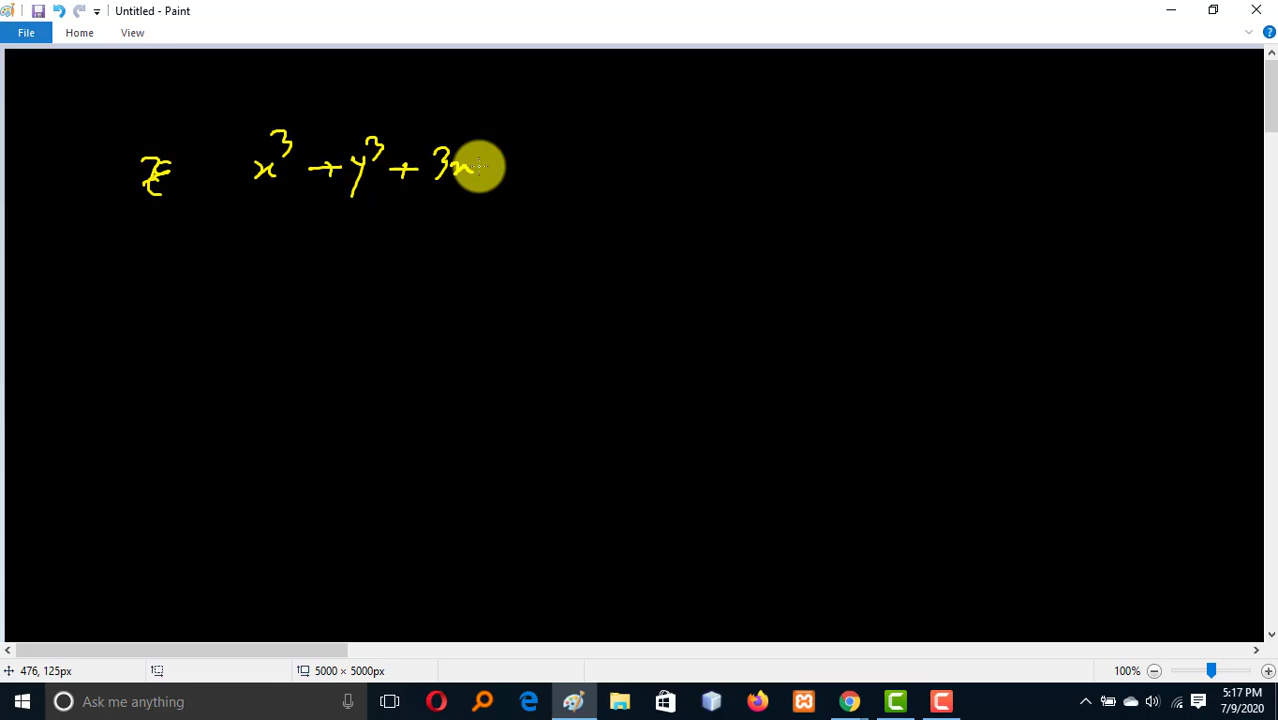 Untitled - Paint
File Home View
x³ + y³ + 3x
476, 125px 5000 × 5000px 100%
Ask me anything 5:17 PM
7/9/2020